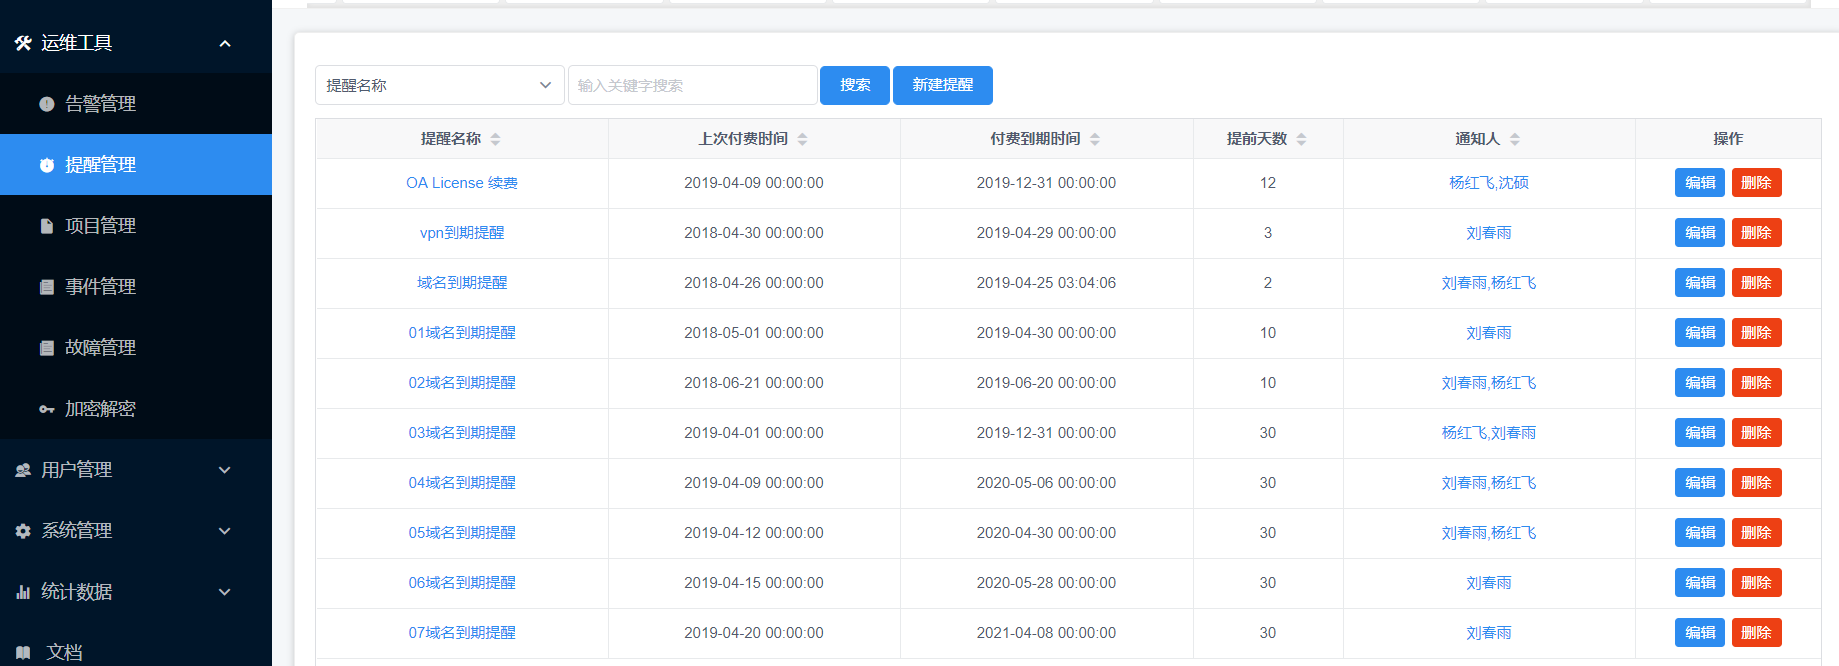 运维工具
告警管理
提醒管理
项目管理
事件管理
故障管理
加密解密
用户管理
系统管理
统计数据
文档
提醒名称 输入关键字搜索 搜索 新建提醒
提醒名称 上次付费时间 付费到期时间 提前天数 通知人 操作
OA License 续费 2019-04-09 00:00:00 2019-12-31 00:00:00 12 杨红飞,沈硕 编辑 删除
vpn到期提醒 2018-04-30 00:00:00 2019-04-29 00:00:00 3 刘春雨 编辑 删除
域名到期提醒 2018-04-26 00:00:00 2019-04-25 03:04:06 2 刘春雨,杨红飞 编辑 删除
01域名到期提醒 2018-05-01 00:00:00 2019-04-30 00:00:00 10 刘春雨 编辑 删除
02域名到期提醒 2018-06-21 00:00:00 2019-06-20 00:00:00 10 刘春雨,杨红飞 编辑 删除
03域名到期提醒 2019-04-01 00:00:00 2019-12-31 00:00:00 30 杨红飞,刘春雨 编辑 删除
04域名到期提醒 2019-04-09 00:00:00 2020-05-06 00:00:00 30 刘春雨,杨红飞 编辑 删除
05域名到期提醒 2019-04-12 00:00:00 2020-04-30 00:00:00 30 刘春雨,杨红飞 编辑 删除
06域名到期提醒 2019-04-15 00:00:00 2020-05-28 00:00:00 30 刘春雨 编辑 删除
07域名到期提醒 2019-04-20 00:00:00 2021-04-08 00:00:00 30 刘春雨 编辑 删除